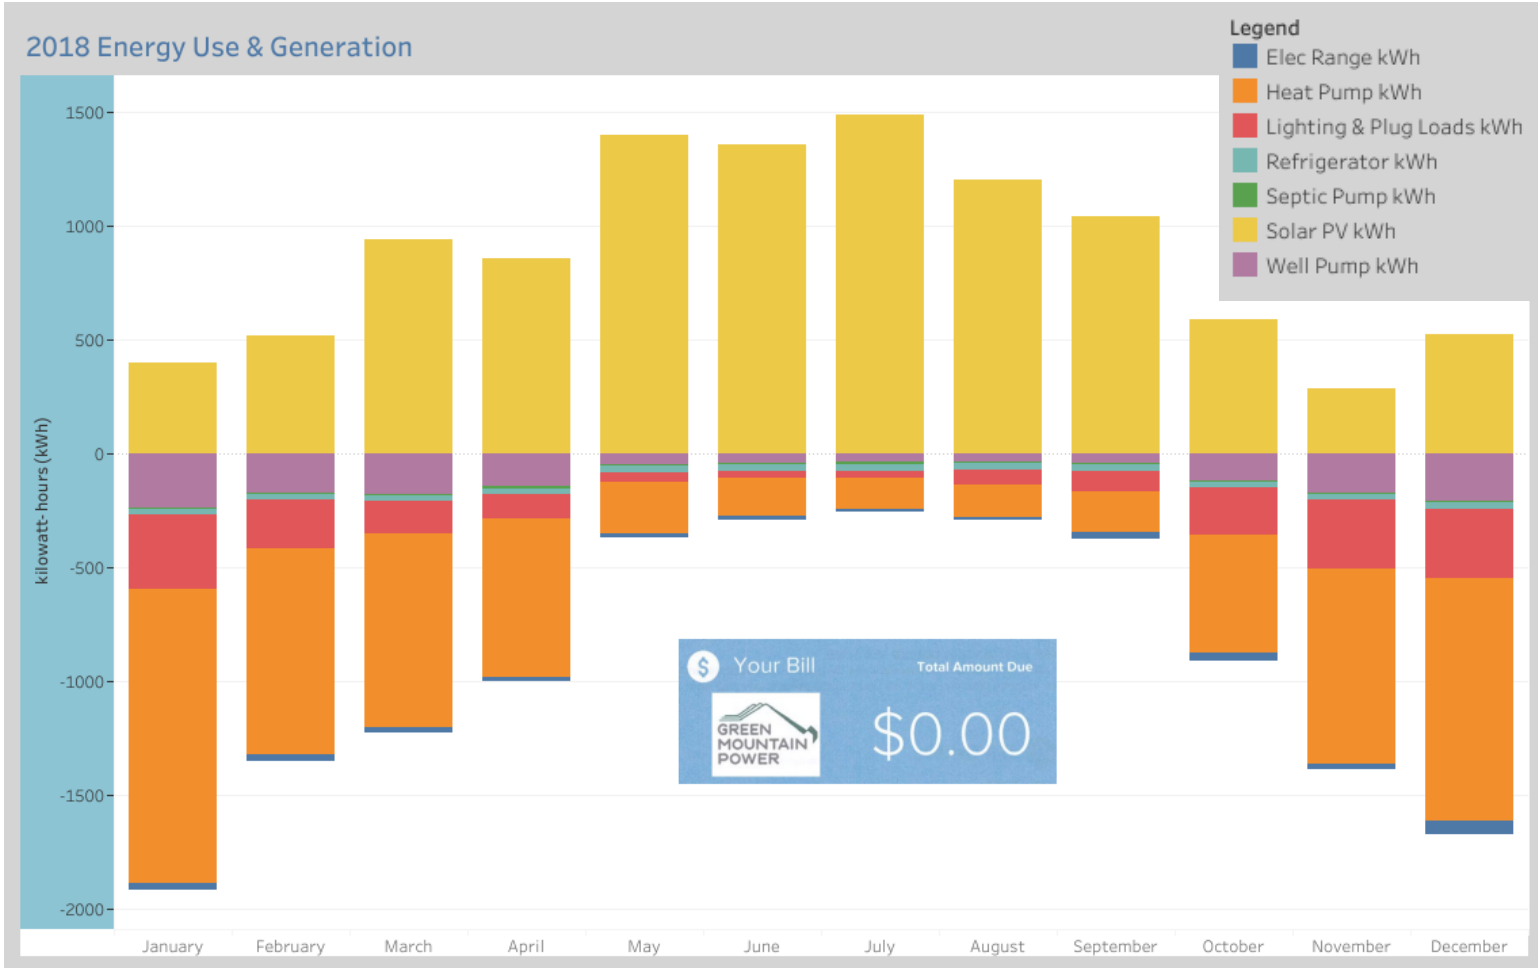 2018 Energy Use & Generation
Legend
Elec Range kWh
Heat Pump kWh
Lighting & Plug Loads kWh
Refrigerator kWh
Septic Pump kWh
Solar PV kWh
Well Pump kWh
kilowatt-hours (kWh)
1500
1000
500
0
-500
-1000
-1500
-2000
$ Your Bill
Total Amount Due
GREEN
MOUNTAIN
POWER
$0.00
January February March April May June July August September October November December